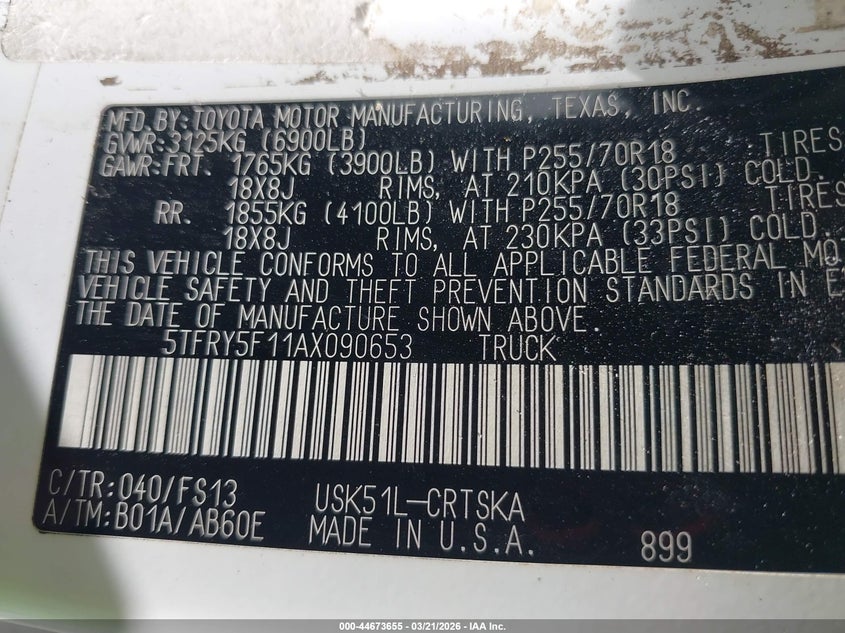 MFD BY: TOYOTA MOTOR MANUFACTURING, TEXAS, INC.
GVWR: 3125KG (6900LB)
GAWR: FRT. 1765KG (3900LB) WITH P255/70R18 TIRES
18X8J RIMS, AT 210KPA (30PSI) COLD.
RR. 1855KG (4100LB) WITH P255/70R18 TIRES
18X8J RIMS, AT 230KPA (33PSI) COLD.
THIS VEHICLE CONFORMS TO ALL APPLICABLE FEDERAL MO
VEHICLE SAFETY AND THEFT PREVENTION STANDARDS IN E
THE DATE OF MANUFACTURE SHOWN ABOVE.
5TFRY5F11AX090653 TRUCK
C/TR: 040/FS13 USK51L-CRTSKA
A/TM: B01A/AB60E MADE IN U.S.A. 899
000-44673655 | 03/21/2026 | IAA Inc.